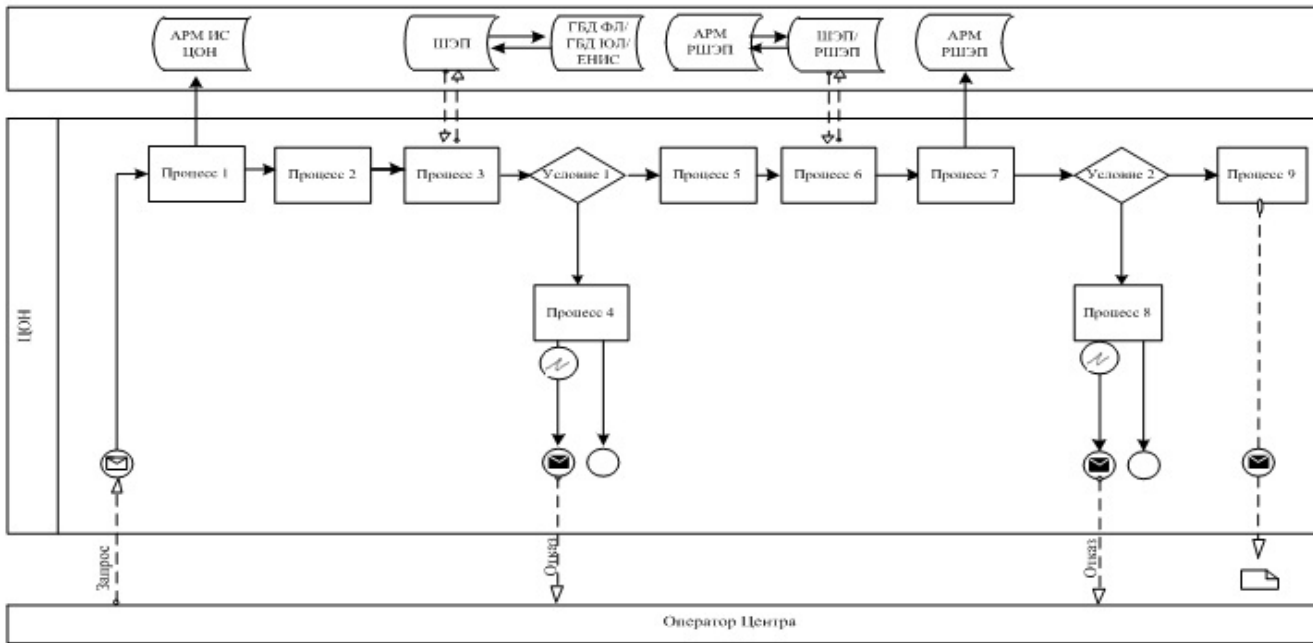 АРМ ИС
ЦОН
ШЭП
ГБД ФЛ/
ГБД ЮЛ/
ЕНИС
АРМ
РШЭП
ШЭП/
РШЭП
АРМ
РШЭП
ЦОН
Процесс 1
Процесс 2
Процесс 3
Условие 1
Процесс 5
Процесс 6
Процесс 7
Условие 2
Процесс 9
Процесс 4
Процесс 8
Запрос
Отказ
Отказ
Оператор Центра